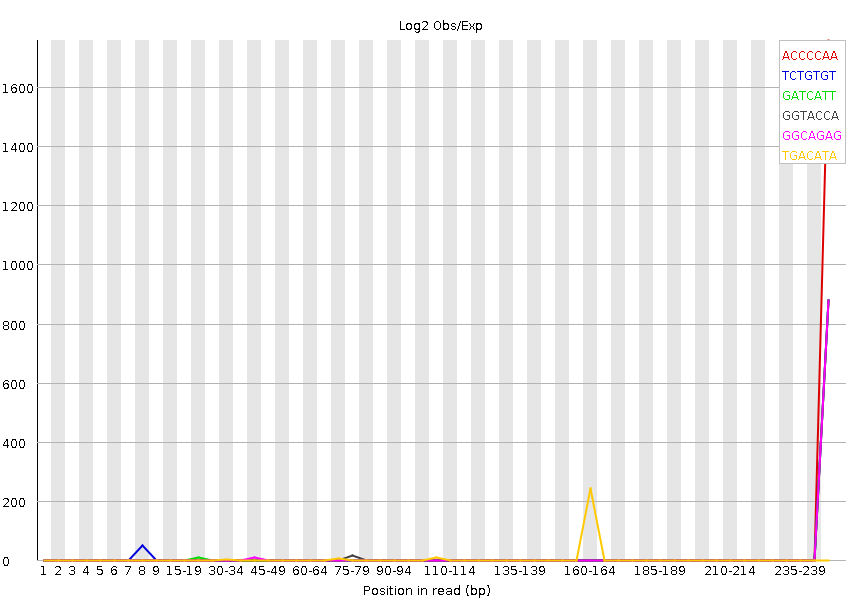 Log2 Obs/Exp
ACCCCAA
TCTGTGT
GATCATT
GGTACCA
GGCAGAG
TGACATA
1600
1400
1200
1000
800
600
400
200
0
1 2 3 4 5 6 7 8 9 15-19 30-34 45-49 60-64 75-79 90-94 110-114 135-139 160-164 185-189 210-214 235-239
Position in read (bp)